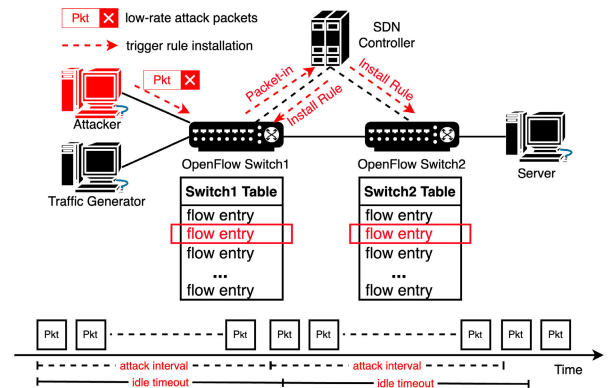 Pkt low-rate attack packets
trigger rule installation
SDN
Controller
Pkt
Packet-in
Install Rule
Install Rule
Attacker
OpenFlow Switch1
OpenFlow Switch2
Server
Traffic Generator
Switch1 Table
flow entry
flow entry
flow entry
...
flow entry
Switch2 Table
flow entry
flow entry
flow entry
...
flow entry
Pkt Pkt Pkt Pkt Pkt Pkt Pkt Pkt
Time
attack interval attack interval
idle timeout idle timeout